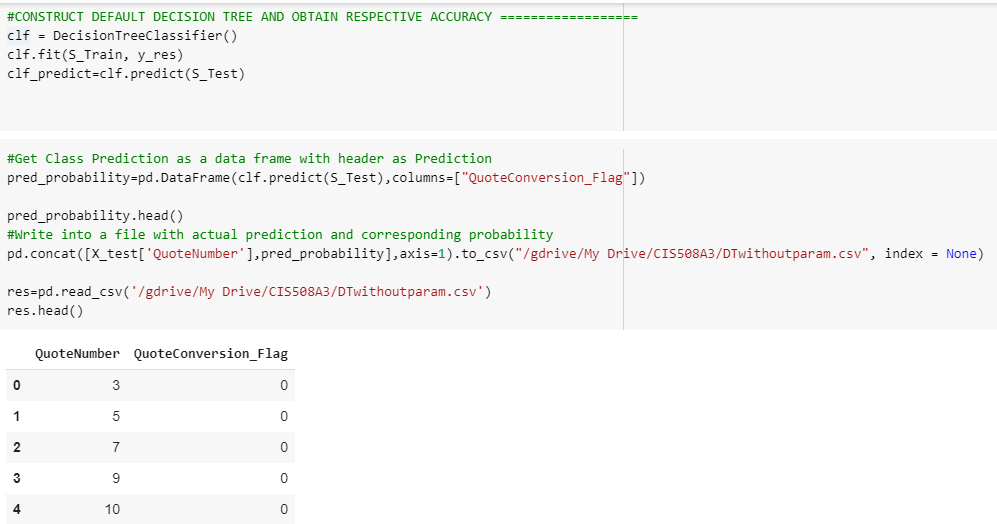 #CONSTRUCT DEFAULT DECISION TREE AND OBTAIN RESPECTIVE ACCURACY ==================
clf = DecisionTreeClassifier()
clf.fit(S_Train, y_res)
clf_predict=clf.predict(S_Test)
#Get Class Prediction as a data frame with header as Prediction
pred_probability=pd.DataFrame(clf.predict(S_Test),columns=["QuoteConversion_Flag"])
pred_probability.head()
#Write into a file with actual prediction and corresponding probability
pd.concat([X_test['QuoteNumber'],pred_probability],axis=1).to_csv("/gdrive/My Drive/CIS508A3/DTwithoutparam.csv", index = None)
res=pd.read_csv('/gdrive/My Drive/CIS508A3/DTwithoutparam.csv')
res.head()
QuoteNumber QuoteConversion_Flag
0 3 0
1 5 0
2 7 0
3 9 0
4 10 0